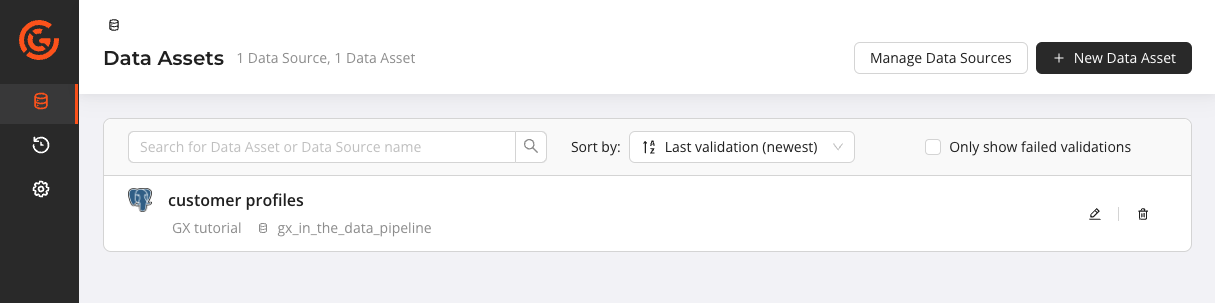 Data Assets 1 Data Source, 1 Data Asset
Manage Data Sources
+ New Data Asset
Search for Data Asset or Data Source name
Sort by: Last validation (newest)
Only show failed validations
customer profiles
GX tutorial gx_in_the_data_pipeline